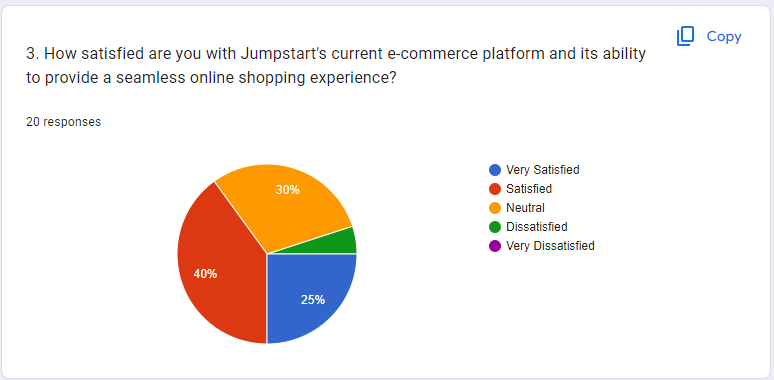 Copy
3. How satisfied are you with Jumpstart's current e-commerce platform and its ability
to provide a seamless online shopping experience?
20 responses
Very Satisfied
Satisfied
Neutral
Dissatisfied
Very Dissatisfied
30%
40%
25%